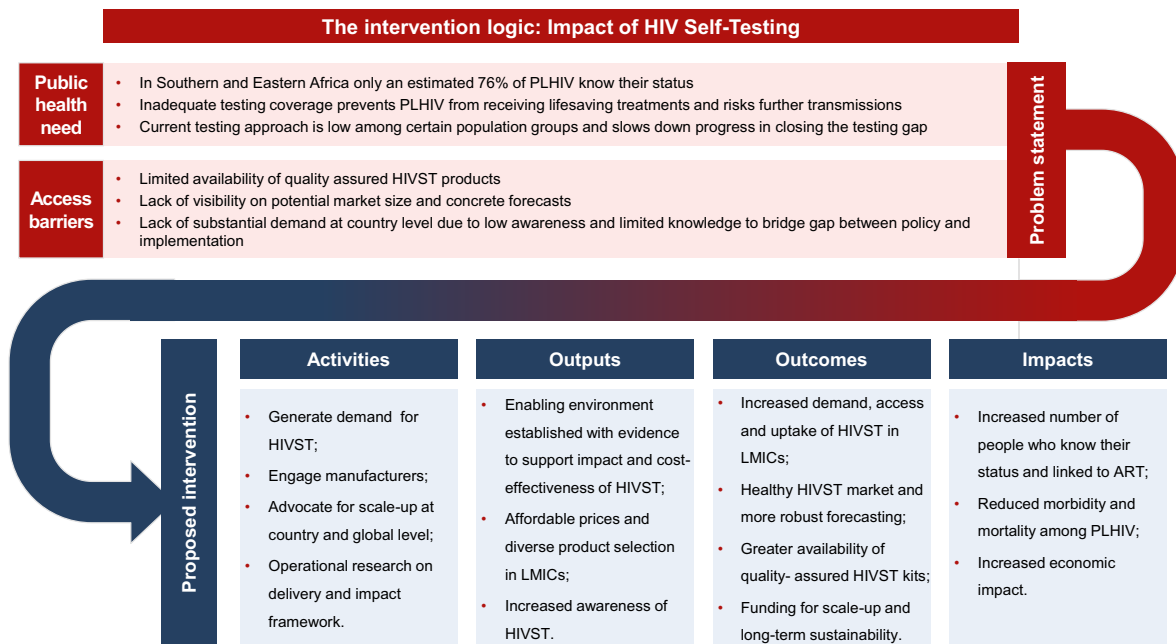 The intervention logic: Impact of HIV Self-Testing
Public
health
need
• In Southern and Eastern Africa only an estimated 76% of PLHIV know their status
• Inadequate testing coverage prevents PLHIV from receiving lifesaving treatments and risks further transmissions
• Current testing approach is low among certain population groups and slows down progress in closing the testing gap
Access
barriers
• Limited availability of quality assured HIVST products
• Lack of visibility on potential market size and concrete forecasts
• Lack of substantial demand at country level due to low awareness and limited knowledge to bridge gap between policy and
implementation
Problem statement
Proposed intervention
Activities
• Generate demand for
HIVST;
• Engage manufacturers;
• Advocate for scale-up at
country and global level;
• Operational research on
delivery and impact
framework.
Outputs
• Enabling environment
established with evidence
to support impact and cost-
effectiveness of HIVST;
• Affordable prices and
diverse product selection
in LMICs;
• Increased awareness of
HIVST.
Outcomes
• Increased demand, access
and uptake of HIVST in
LMICs;
• Healthy HIVST market and
more robust forecasting;
• Greater availability of
quality- assured HIVST kits;
• Funding for scale-up and
long-term sustainability.
Impacts
• Increased number of
people who know their
status and linked to ART;
• Reduced morbidity and
mortality among PLHIV;
• Increased economic
impact.